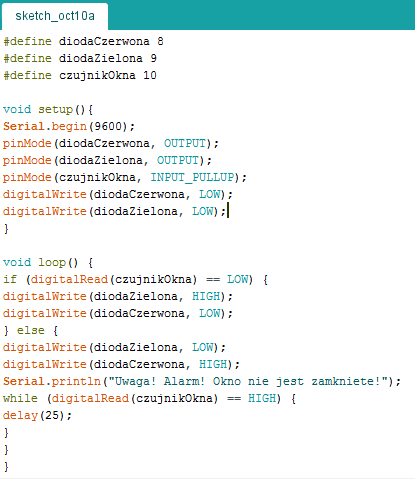 sketch_oct10a
#define diodaCzerwona 8
#define diodaZielona 9
#define czujnikOkna 10
void setup(){
Serial.begin(9600);
pinMode(diodaCzerwona, OUTPUT);
pinMode(diodaZielona, OUTPUT);
pinMode(czujnikOkna, INPUT_PULLUP);
digitalWrite(diodaCzerwona, LOW);
digitalWrite(diodaZielona, LOW);
}
void loop() {
if (digitalRead(czujnikOkna) == LOW) {
digitalWrite(diodaZielona, HIGH);
digitalWrite(diodaCzerwona, LOW);
} else {
digitalWrite(diodaZielona, LOW);
digitalWrite(diodaCzerwona, HIGH);
Serial.println("Uwaga! Alarm! Okno nie jest zamkniete!");
while (digitalRead(czujnikOkna) == HIGH) {
delay(25);
}
}
}